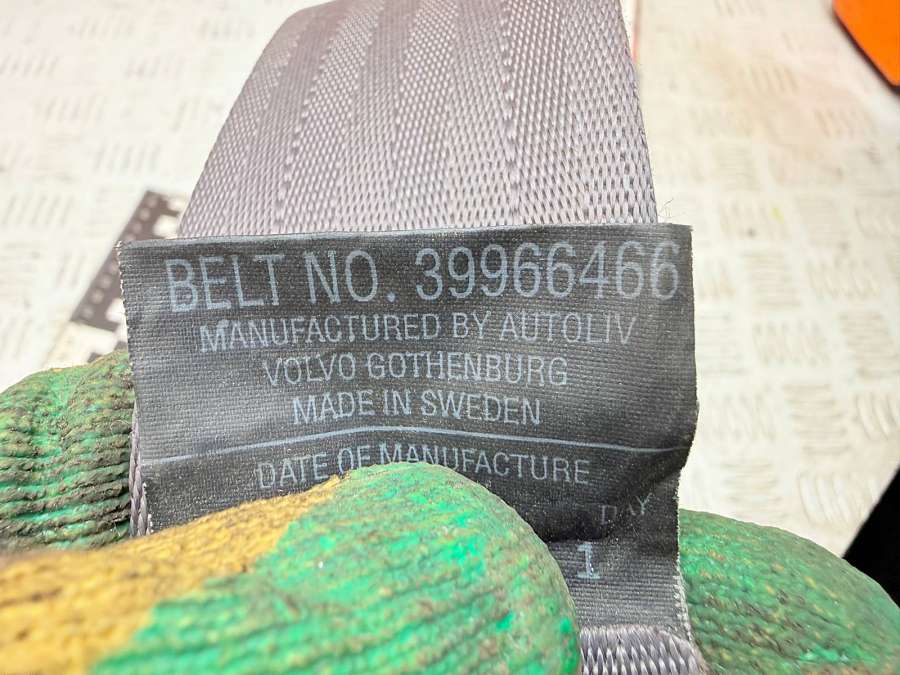 BELT NO. 39966466
MANUFACTURED BY AUTOLIV
VOLVO GOTHENBURG
MADE IN SWEDEN
DATE OF MANUFACTURE
DAY
1